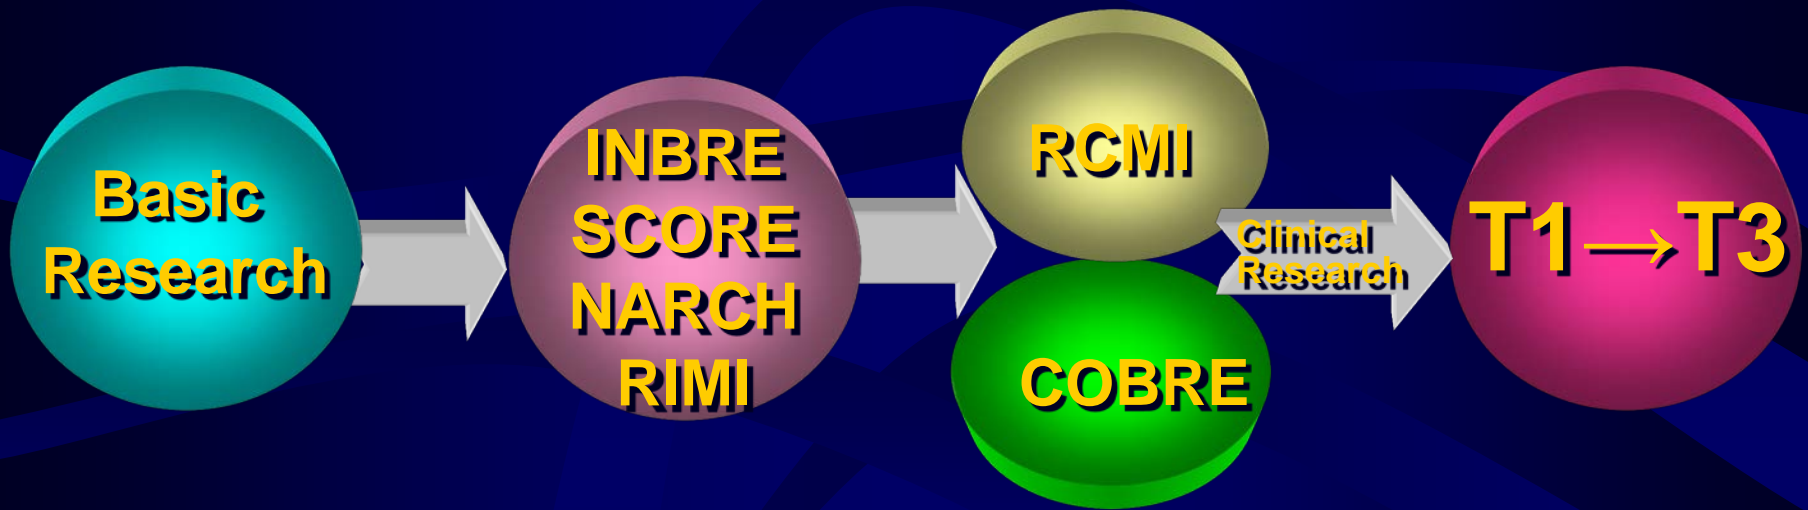 Basic
Research
INBRE
SCORE
NARCH
RIMI
RCMI
COBRE
Clinical
Research
T1→T3